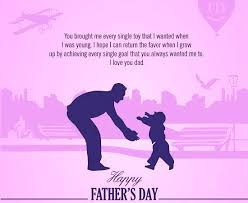 You brought me every single toy that I wanted when
I was young. I hope I can return the favor when I grow
up by achieving every single goal that you always wanted me to.
I love you dad.
Happy
FATHER'S DAY